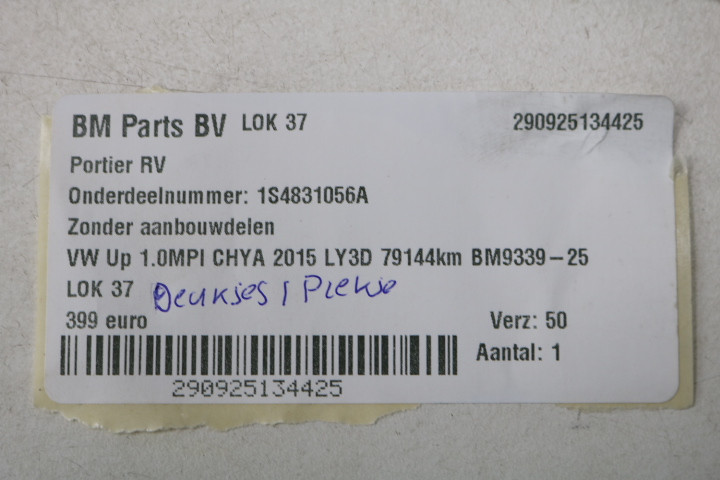 BM Parts BV LOK 37 290925134425
Portier RV
Onderdeelnummer: 1S4831056A
Zonder aanbouwdelen
VW Up 1.0MPI CHYA 2015 LY3D 79144km BM9339-25
LOK 37 Deukjes /
399 euro Verz: 50
Aantal: 1
290925134425